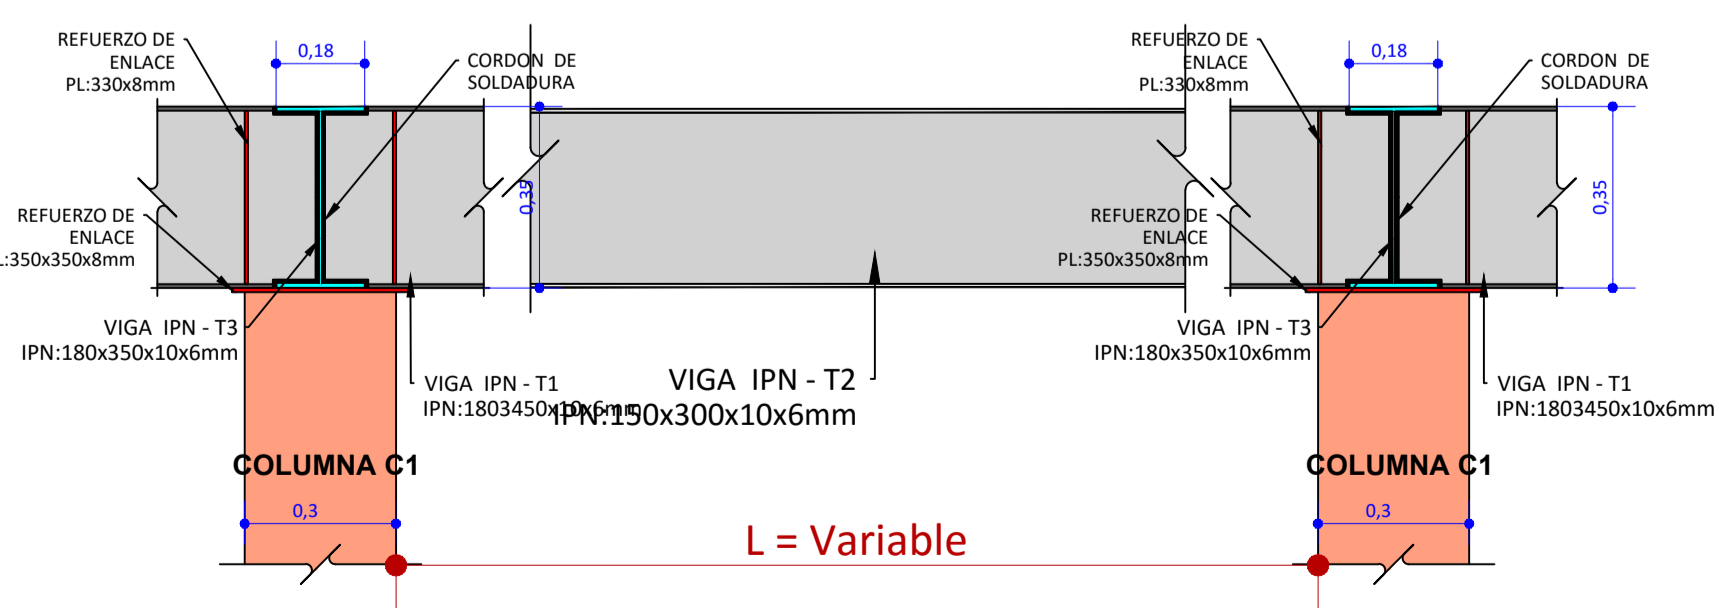 REFUERZO DE
ENLACE
PL:330x8mm
0,18
CORDON DE
SOLDADURA
REFUERZO DE
ENLACE
PL:330x8mm
0,18
CORDON DE
SOLDADURA
0,35
0,35
REFUERZO DE
ENLACE
L:350x350x8mm
REFUERZO DE
ENLACE
PL:350x350x8mm
VIGA IPN - T3
IPN:180x350x10x6mm
VIGA IPN - T3
IPN:180x350x10x6mm
VIGA IPN - T1
IPN:1803450x10x6mm
VIGA IPN - T2
IPN:150x300x10x6mm
VIGA IPN - T1
IPN:1803450x10x6mm
COLUMNA C1
COLUMNA C1
0,3
0,3
L = Variable